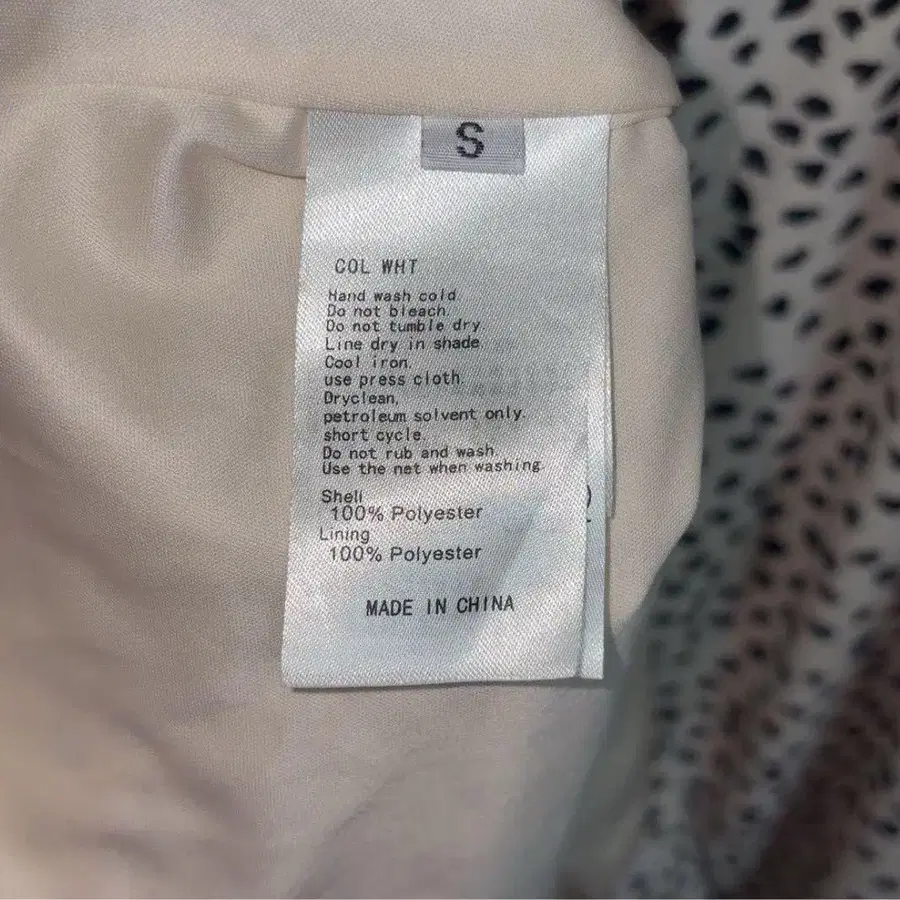 S
COL WHT
Hand wash cold.
Do not bleach.
Do not tumble dry.
Line dry in shade.
Cool iron.
use press cloth.
Dryclean,
petroleum solvent only.
short cycle.
Do not rub and wash.
Use the net when washing.
Shell
100% Polyester
Lining
100% Polyester
MADE IN CHINA